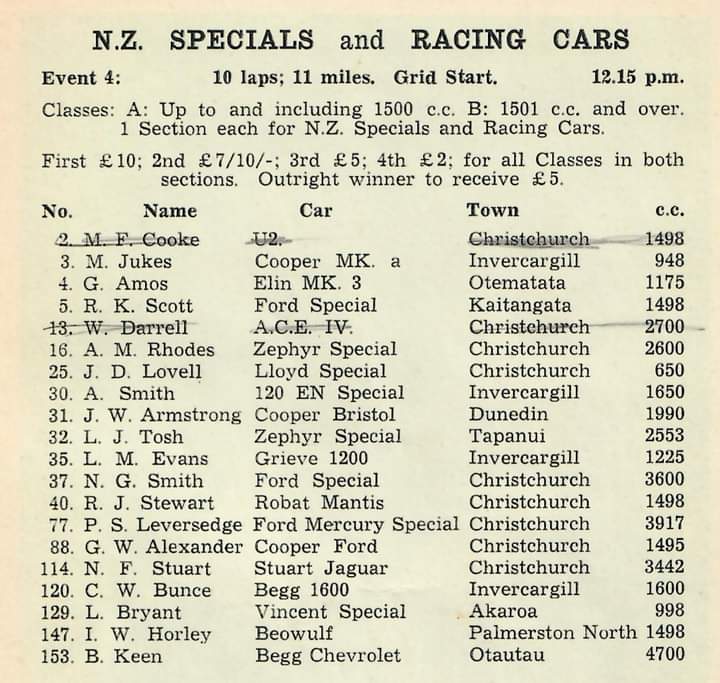 N.Z. SPECIALS and RACING CARS
Event 4: 10 laps; 11 miles. Grid Start. 12.15 p.m.
Classes: A: Up to and including 1500 c.c. B: 1501 c.c. and over.
1 Section each for N.Z. Specials and Racing Cars.
First £10; 2nd £7/10/-; 3rd £5; 4th £2; for all Classes in both
sections. Outright winner to receive £5.
No. Name Car Town c.c.
2. M. F. Cooke U2. Christchurch 1498
3. M. Jukes Cooper MK. a Invercargill 948
4. G. Amos Elin MK. 3 Otematata 1175
5. R. K. Scott Ford Special Kaitangata 1498
13. W. Darrell A.C.E. IV. Christchurch 2700
16. A. M. Rhodes Zephyr Special Christchurch 2600
25. J. D. Lovell Lloyd Special Christchurch 650
30. A. Smith 120 EN Special Invercargill 1650
31. J. W. Armstrong Cooper Bristol Dunedin 1990
32. L. J. Tosh Zephyr Special Tapanui 2553
35. L. M. Evans Grieve 1200 Invercargill 1225
37. N. G. Smith Ford Special Christchurch 3600
40. R. J. Stewart Robat Mantis Christchurch 1498
77. P. S. Leversedge Ford Mercury Special Christchurch 3917
88. G. W. Alexander Cooper Ford Christchurch 1495
114. N. F. Stuart Stuart Jaguar Christchurch 3442
120. C. W. Bunce Begg 1600 Invercargill 1600
129. L. Bryant Vincent Special Akaroa 998
147. I. W. Horley Beowulf Palmerston North 1498
153. B. Keen Begg Chevrolet Otautau 4700